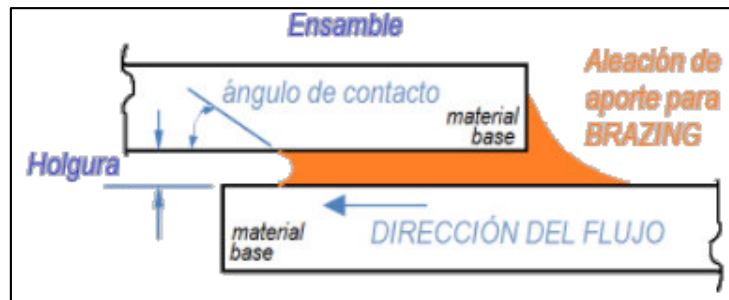 Ensamble
Aleación de
aporte para
BRAZING
ángulo de contacto
material
base
Holgura
material
base
DIRECCIÓN DEL FLUJO